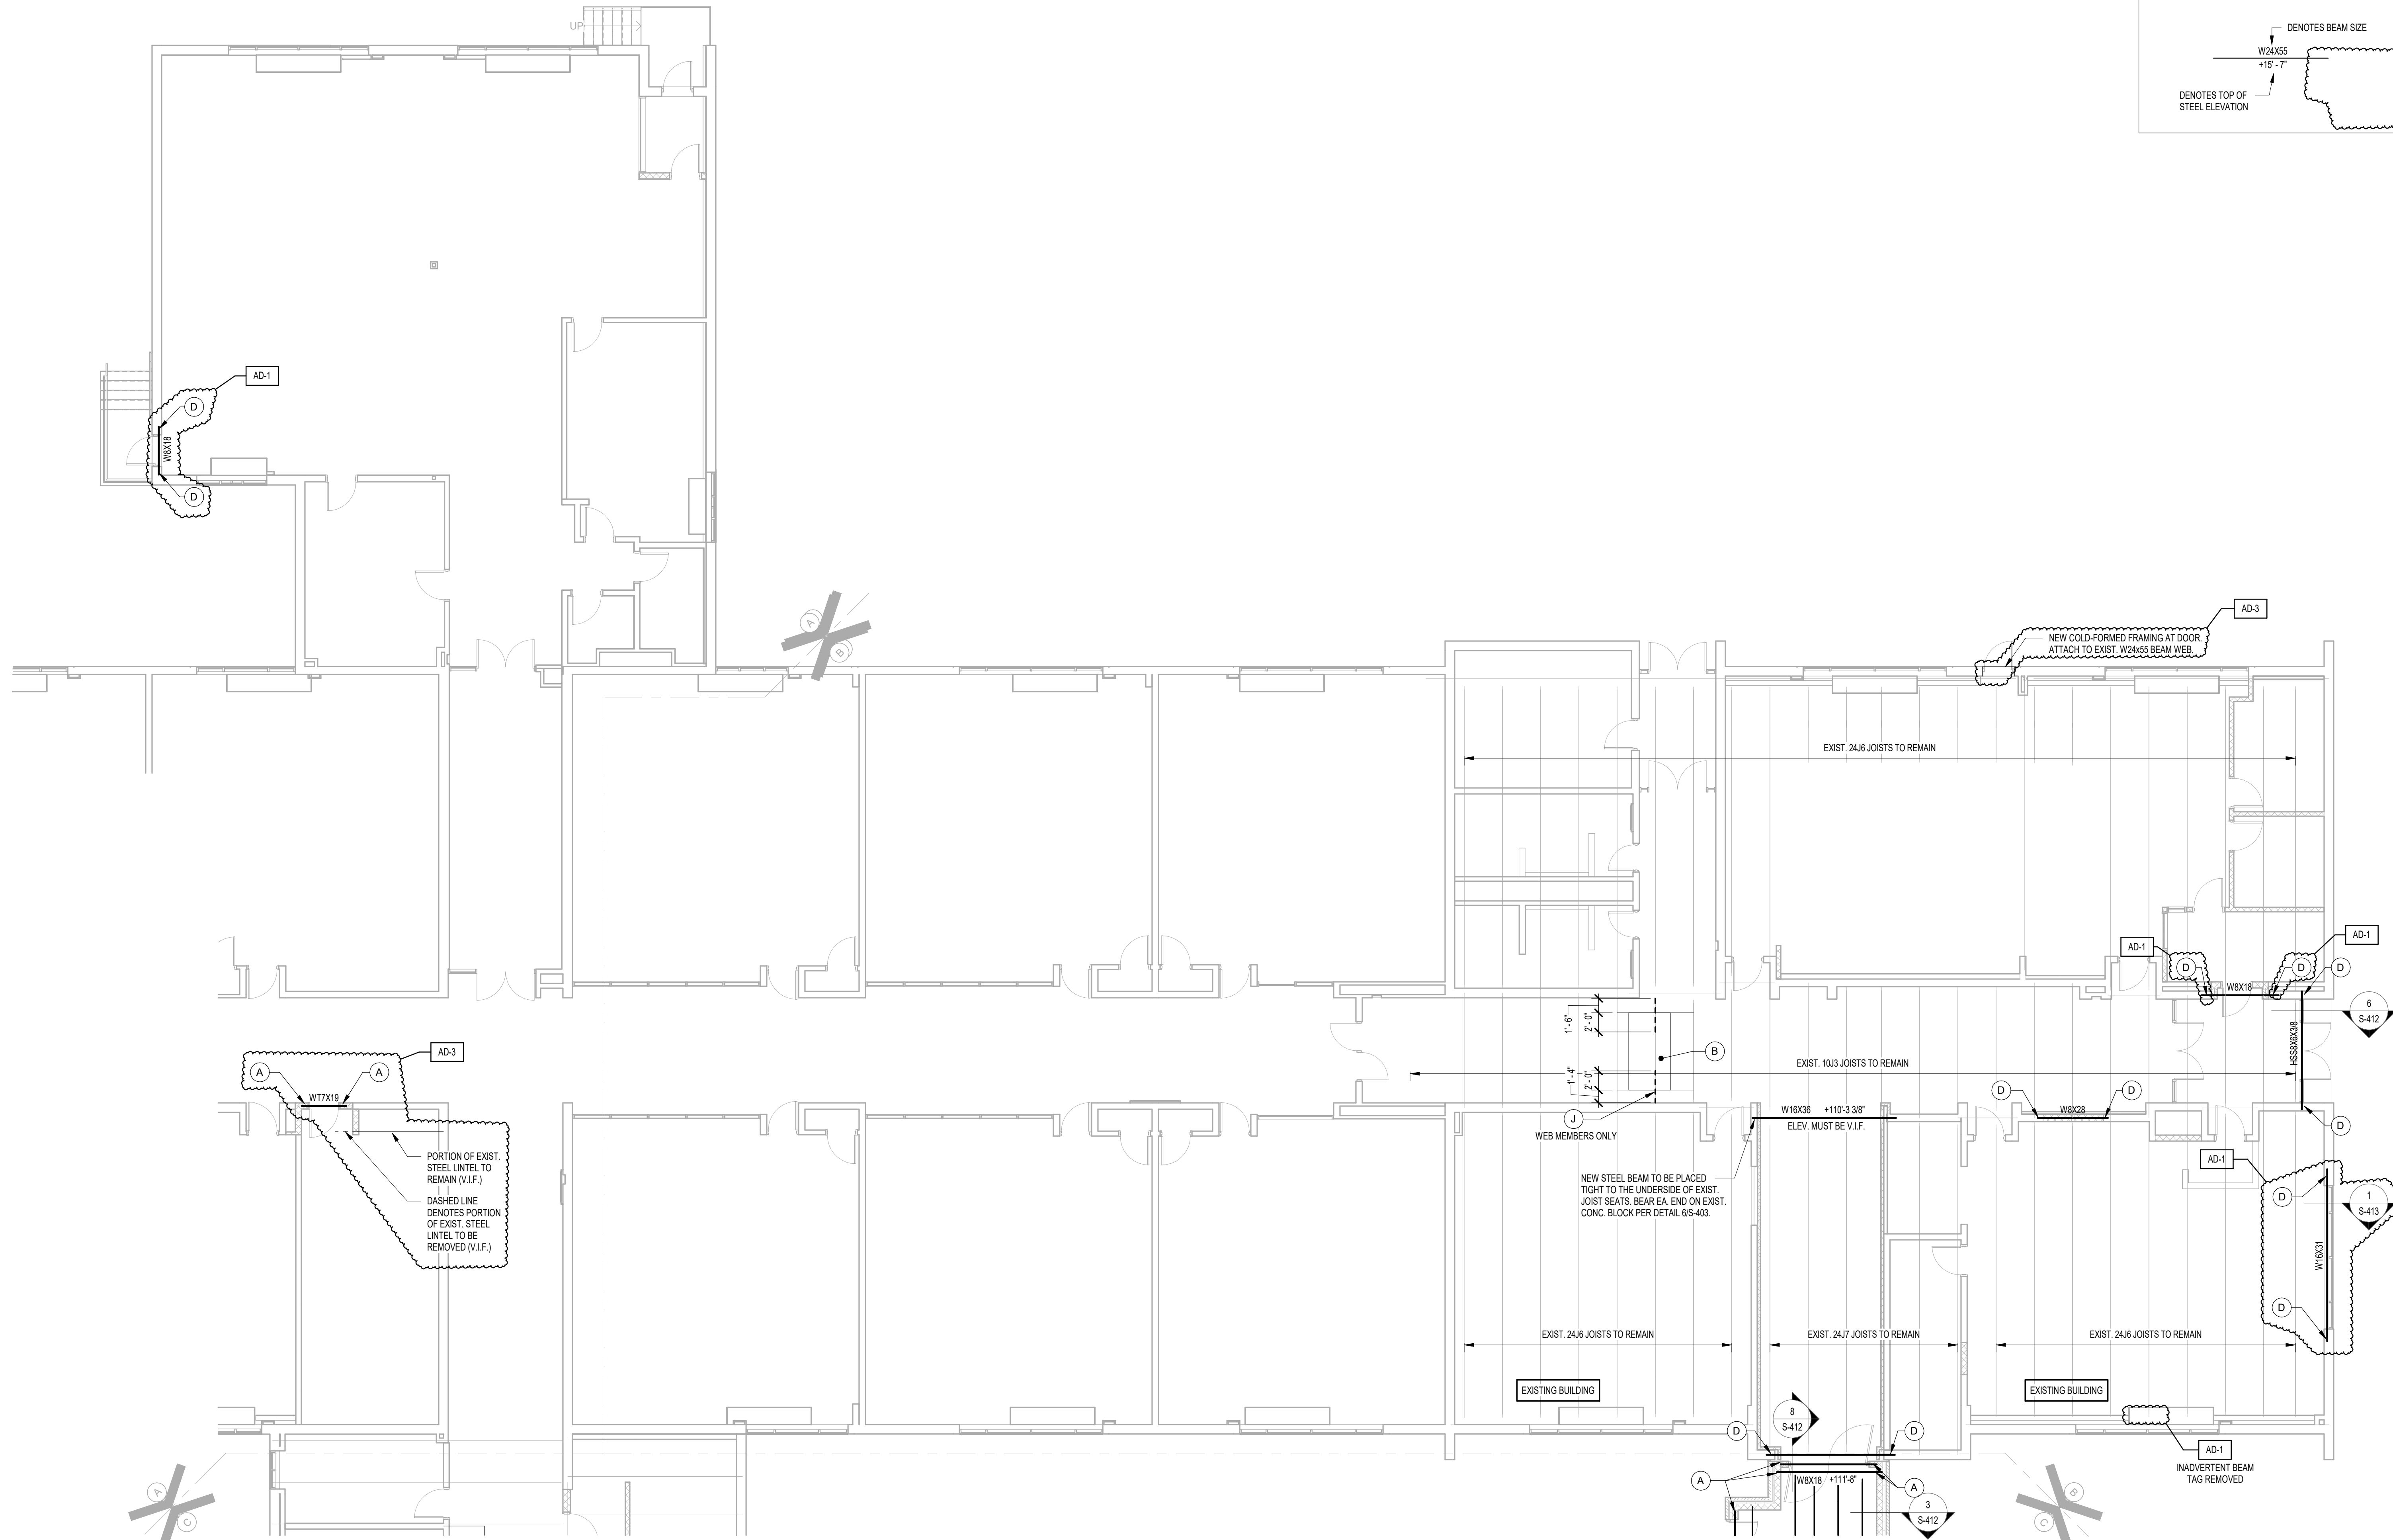 UP
DENOTES BEAM SIZE
W24X55
+15' - 7"
DENOTES TOP OF
STEEL ELEVATION
AD-1
D
W8X18
D
A
B
AD-3
NEW COLD-FORMED FRAMING AT DOOR.
ATTACH TO EXIST. W24x55 BEAM WEB.
EXIST. 24J6 JOISTS TO REMAIN
AD-1
AD-1
D
D
D
W8X18
6
S-412
HSS8X6X3/8
1' - 6"
2' - 0"
B
EXIST. 10J3 JOISTS TO REMAIN
1' - 4"
2' - 0"
J
WEB MEMBERS ONLY
AD-3
A
A
WT7X19
PORTION OF EXIST.
STEEL LINTEL TO
REMAIN (V.I.F.)
DASHED LINE
DENOTES PORTION
OF EXIST. STEEL
LINTEL TO BE
REMOVED (V.I.F.)
W16X36
+110'-3 3/8"
ELEV. MUST BE V.I.F.
D
D
W8X28
D
NEW STEEL BEAM TO BE PLACED
TIGHT TO THE UNDERSIDE OF EXIST.
JOIST SEATS. BEAR EA. END ON EXIST.
CONC. BLOCK PER DETAIL 6/S-403.
AD-1
D
1
S-413
W16X31
D
EXIST. 24J6 JOISTS TO REMAIN
EXIST. 24J7 JOISTS TO REMAIN
EXIST. 24J6 JOISTS TO REMAIN
EXISTING BUILDING
EXISTING BUILDING
8
S-412
D
D
AD-1
INADVERTENT BEAM
TAG REMOVED
A
W8X18
+111'-8"
A
3
S-412
A
C
B
C